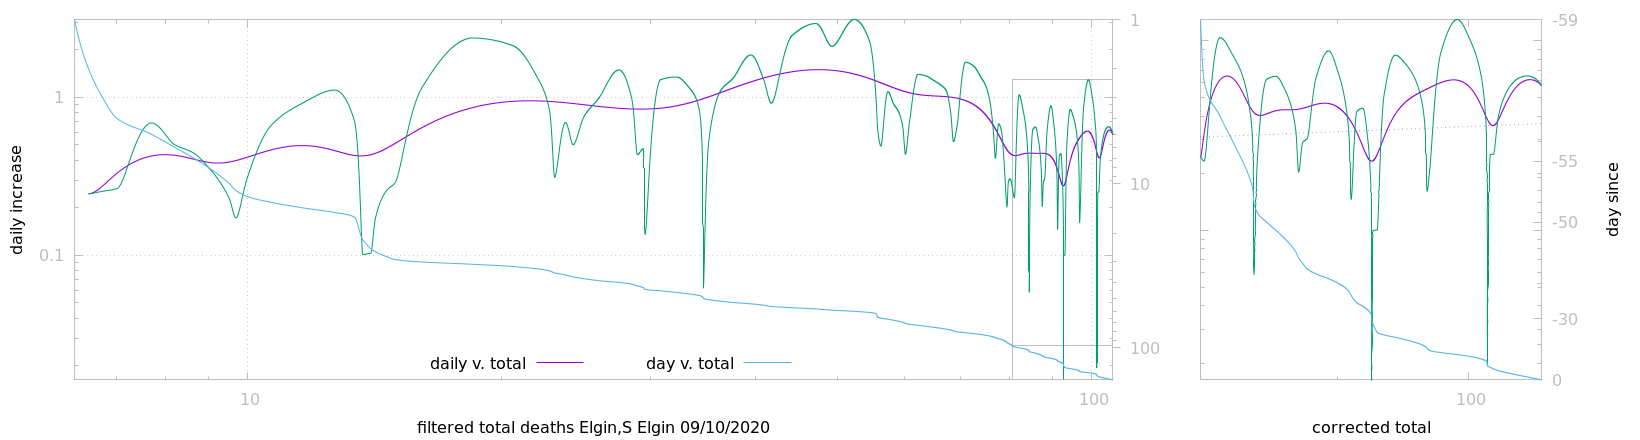 1
-59
1
daily increase
10
-55
-50
day since
0.1
-30
daily v. total
day v. total
100
0
10
100
100
filtered total deaths Elgin,S Elgin 09/10/2020
corrected total